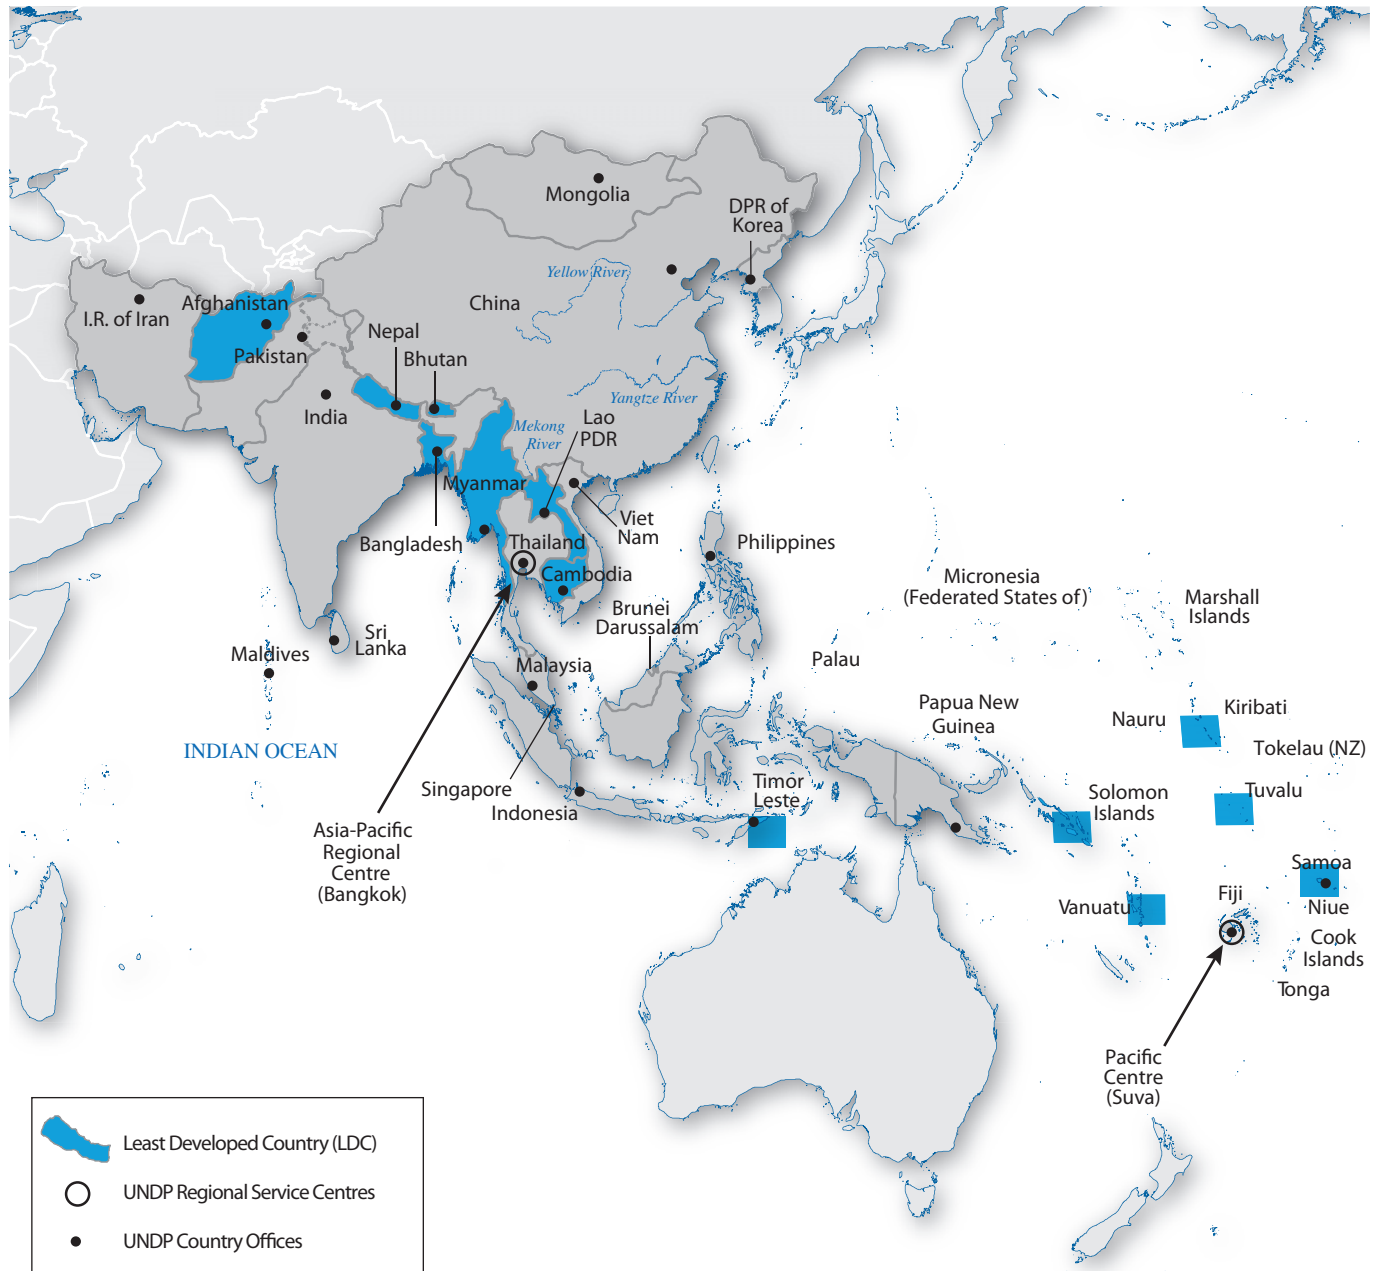 Mongolia
DPR of
Korea
Yellow River
China
Afghanistan
I.R. of Iran
Nepal
Pakistan
Bhutan
India
Yangtze River
Lao
PDR
Mekong
River
Myanmar
Viet
Nam
Bangladesh
Thailand
Philippines
Cambodia
Micronesia
(Federated States of)
Marshall
Islands
Brunei
Darussalam
Sri
Lanka
Maldives
Palau
Malaysia
Papua New
Guinea
Nauru
Kiribati
INDIAN OCEAN
Tokelau (NZ)
Singapore
Timor
Leste
Solomon
Islands
Tuvalu
Indonesia
Asia-Pacific
Regional
Centre
(Bangkok)
Samoa
Vanuatu
Fiji
Niue
Cook
Islands
Tonga
Pacific
Centre
(Suva)
Least Developed Country (LDC)
UNDP Regional Service Centres
UNDP Country Offices